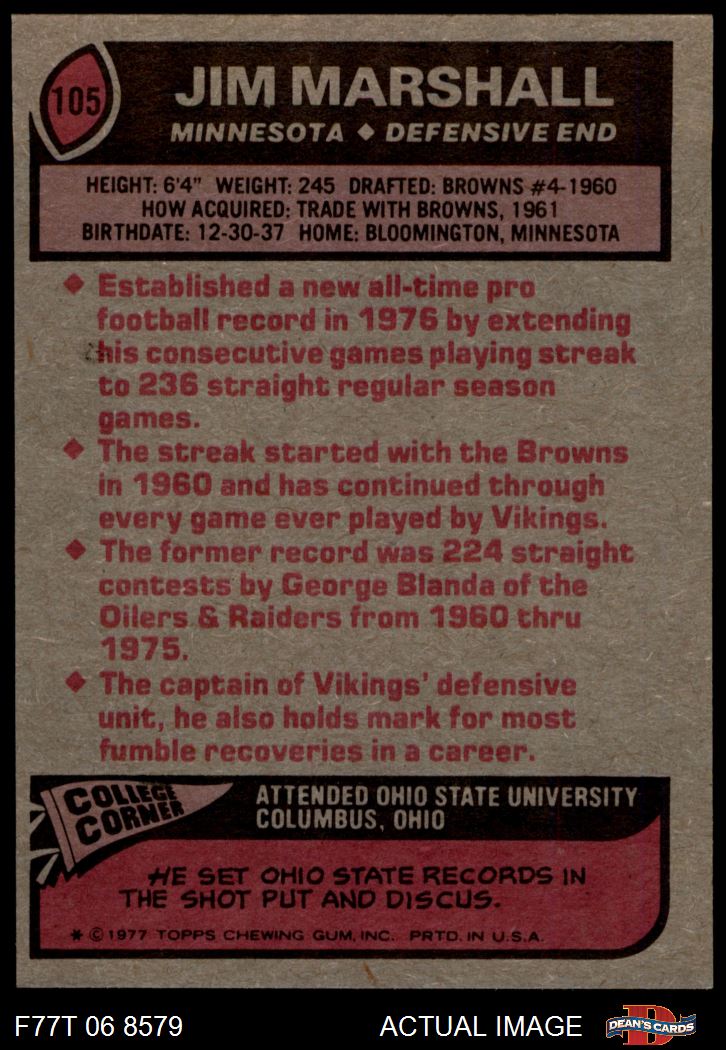 105
JIM MARSHALL
MINNESOTA ◆ DEFENSIVE END
HEIGHT: 6'4" WEIGHT: 245 DRAFTED: BROWNS #4-1960
HOW ACQUIRED: TRADE WITH BROWNS, 1961
BIRTHDATE: 12-30-37 HOME: BLOOMINGTON, MINNESOTA
◆ Established a new all-time pro
football record in 1976 by extending
his consecutive games playing streak
to 236 straight regular season
games.
◆ The streak started with the Browns
in 1960 and has continued through
every game ever played by Vikings.
◆ The former record was 224 straight
contests by George Blanda of the
Oilers & Raiders from 1960 thru
1975.
◆ The captain of Vikings' defensive
unit, he also holds mark for most
fumble recoveries in a career.
COLLEGE
CORNER
ATTENDED OHIO STATE UNIVERSITY
COLUMBUS, OHIO
HE SET OHIO STATE RECORDS IN
THE SHOT PUT AND DISCUS.
* © 1977 TOPPS CHEWING GUM, INC. PRTD. IN U.S.A.
F77T 06 8579
ACTUAL IMAGE
D
DEAN'S CARDS